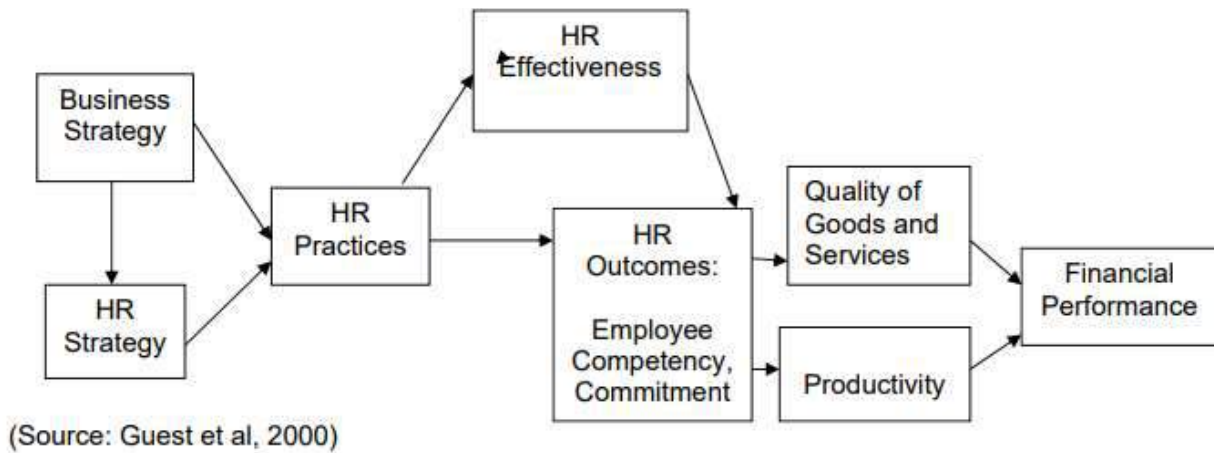 HR
Effectiveness
Business
Strategy
HR
Practices
HR
Strategy
HR
Outcomes:
Employee
Competency,
Commitment
Quality of
Goods and
Services
Productivity
Financial
Performance
(Source: Guest et al, 2000)